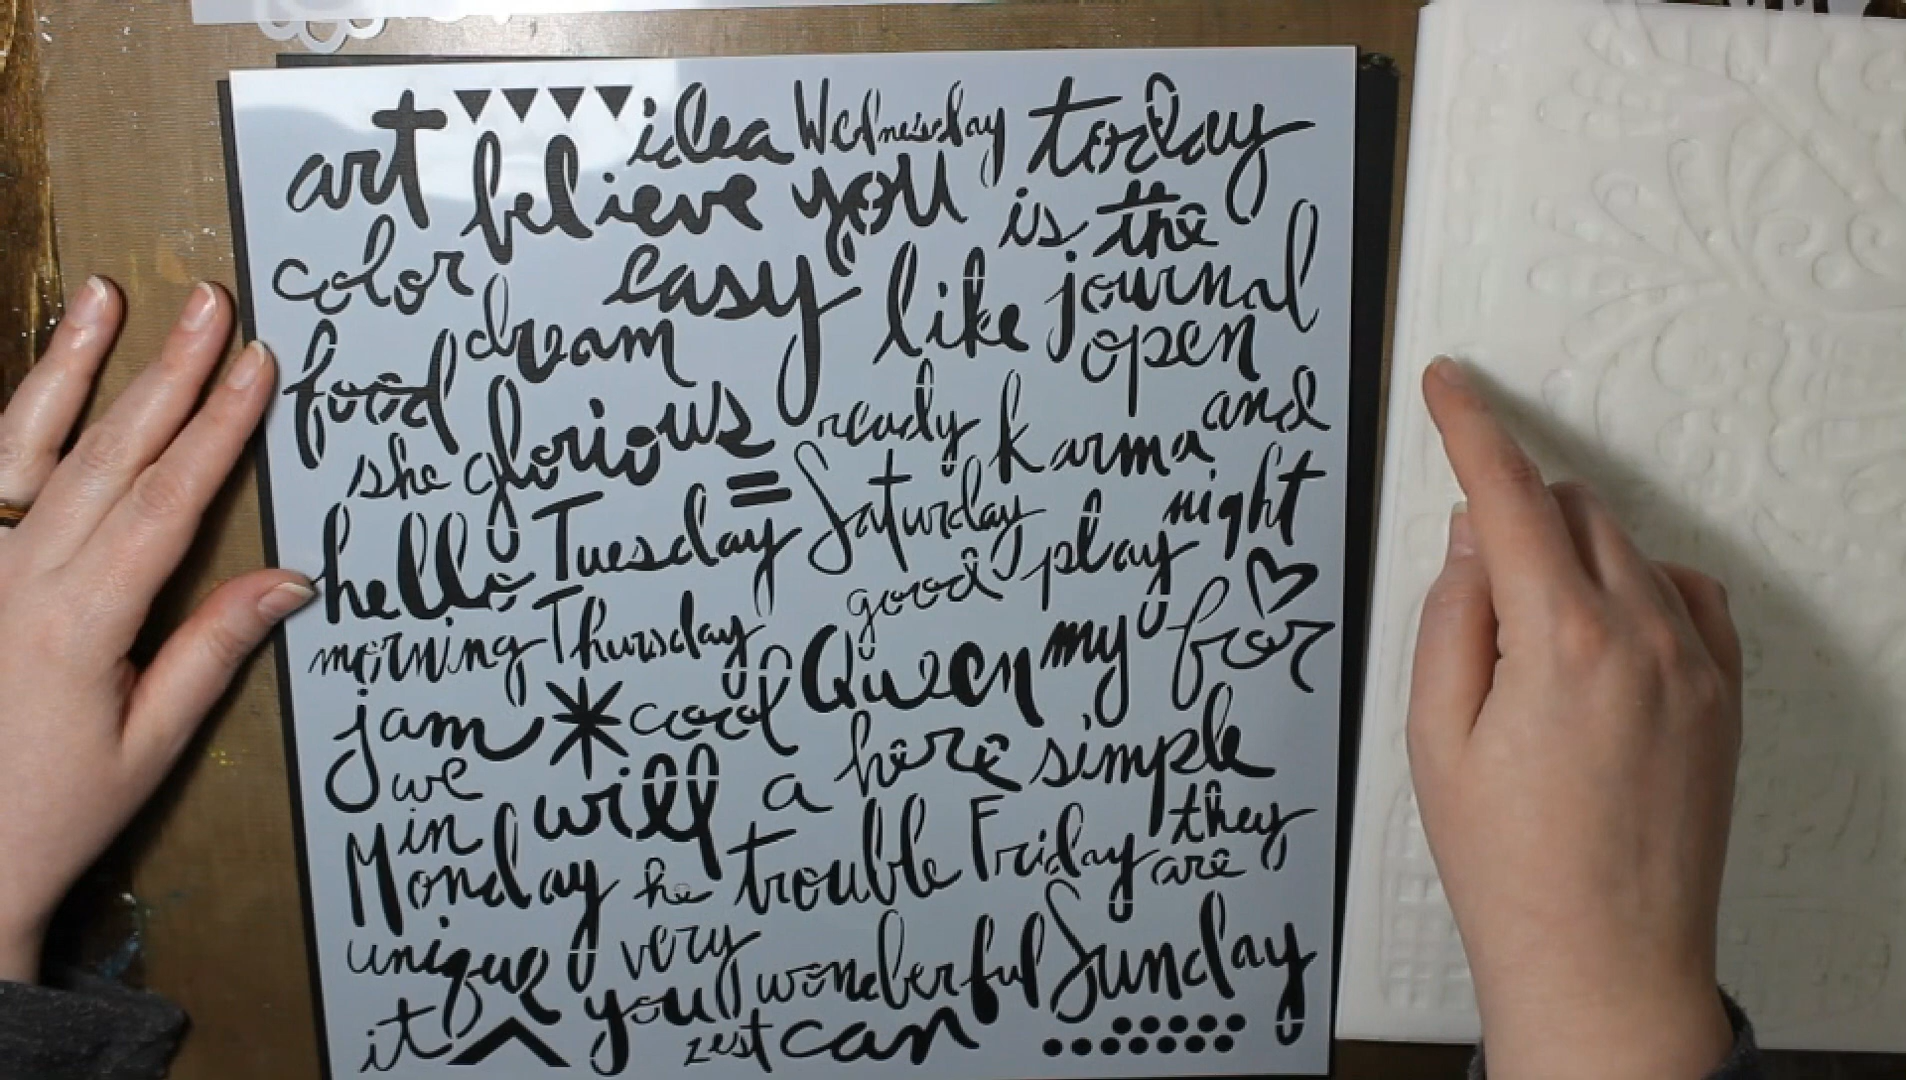 art believe idea Wednesday today
you is the
color easy like journal
dream open
food glorious ready karma and
she = Saturday night
hello Tuesday good play
morning Thursday Queen my for
jam cool here simple
we will a
in they
Monday he trouble Friday are
unique very wonderful Sunday
it you zest can